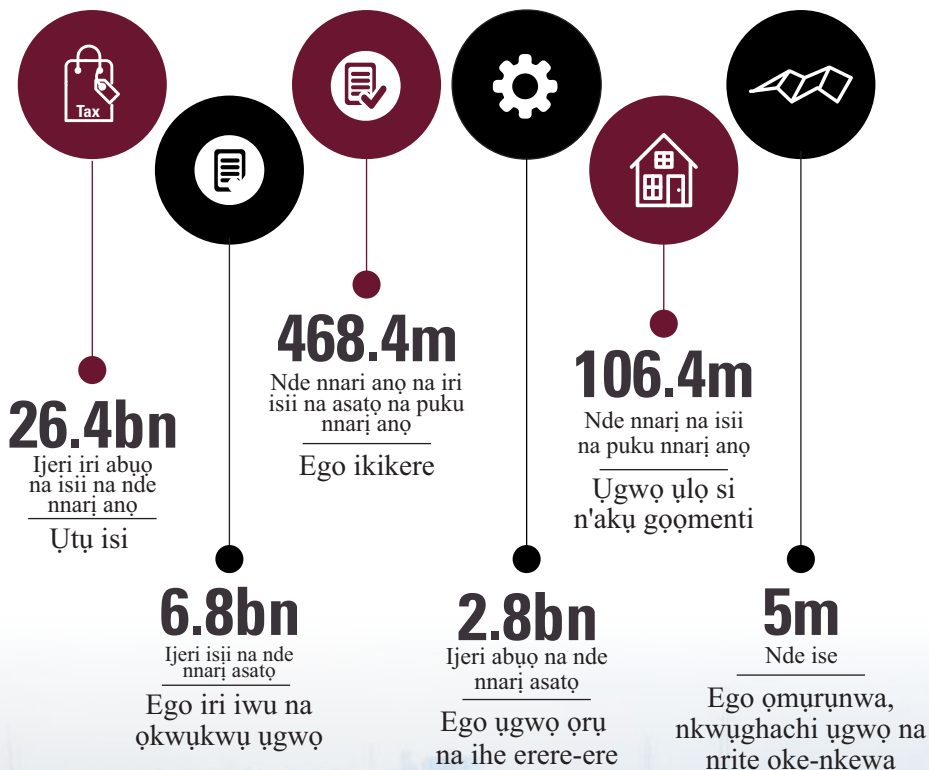 Tax
26.4bn
Ijeri iri abụọ
na isii na nde
nnarị anọ
Ụtụ isi
6.8bn
Ijeri isịi na nde
nnarị asatọ
Ego iri iwu na
ọkwụkwụ ụgwọ
468.4m
Nde nnari anọ na iri
isii na asatọ na puku
nnarị anọ
Ego ikikere
2.8bn
Ijeri abụọ na nde
nnarị asatọ
Ego ụgwọ ọrụ
na ihe erere-ere
106.4m
Nde nnarị na isii
na puku nnarị anọ
Ụgwọ ụlọ si
n'akụ gọọmenti
5m
Nde ise
Ego ọmụrụnwa,
nkwụghachi ụgwọ na
nrite oke-nkewa